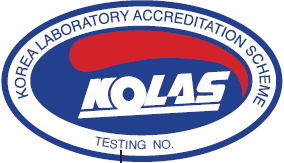 KOREA LABORATORY ACCREDITATION SCHEME
KOLAS
TESTING NO.